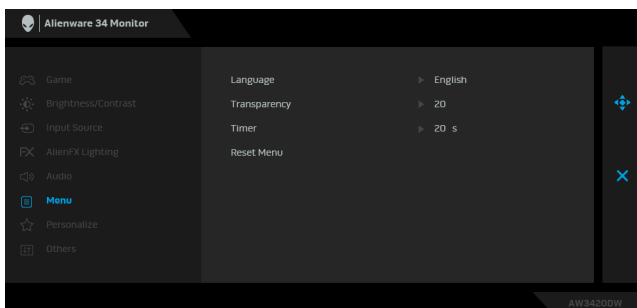 Alienware 34 Monitor
Game
Brightness/Contrast
Input Source
AlienFX Lighting
Audio
Menu
Personalize
Others
Language English
Transparency 20
Timer 20 s
Reset Menu
AW3420DW